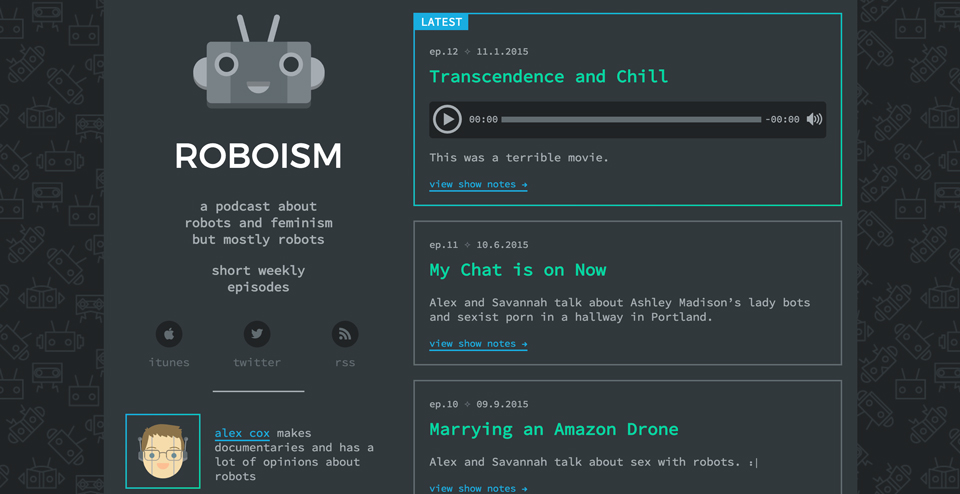 ROBOISM
a podcast about
robots and feminism
but mostly robots
short weekly
episodes
itunes
twitter
rss
alex cox makes
documentaries and has a
lot of opinions about
robots
LATEST
ep.12 ✧ 11.1.2015
Transcendence and Chill
00:00
-00:00
This was a terrible movie.
view show notes →
ep.11 ✧ 10.6.2015
My Chat is on Now
Alex and Savannah talk about Ashley Madison’s lady bots
and sexist porn in a hallway in Portland.
view show notes →
ep.10 ✧ 09.9.2015
Marrying an Amazon Drone
Alex and Savannah talk about sex with robots. :|
view show notes →